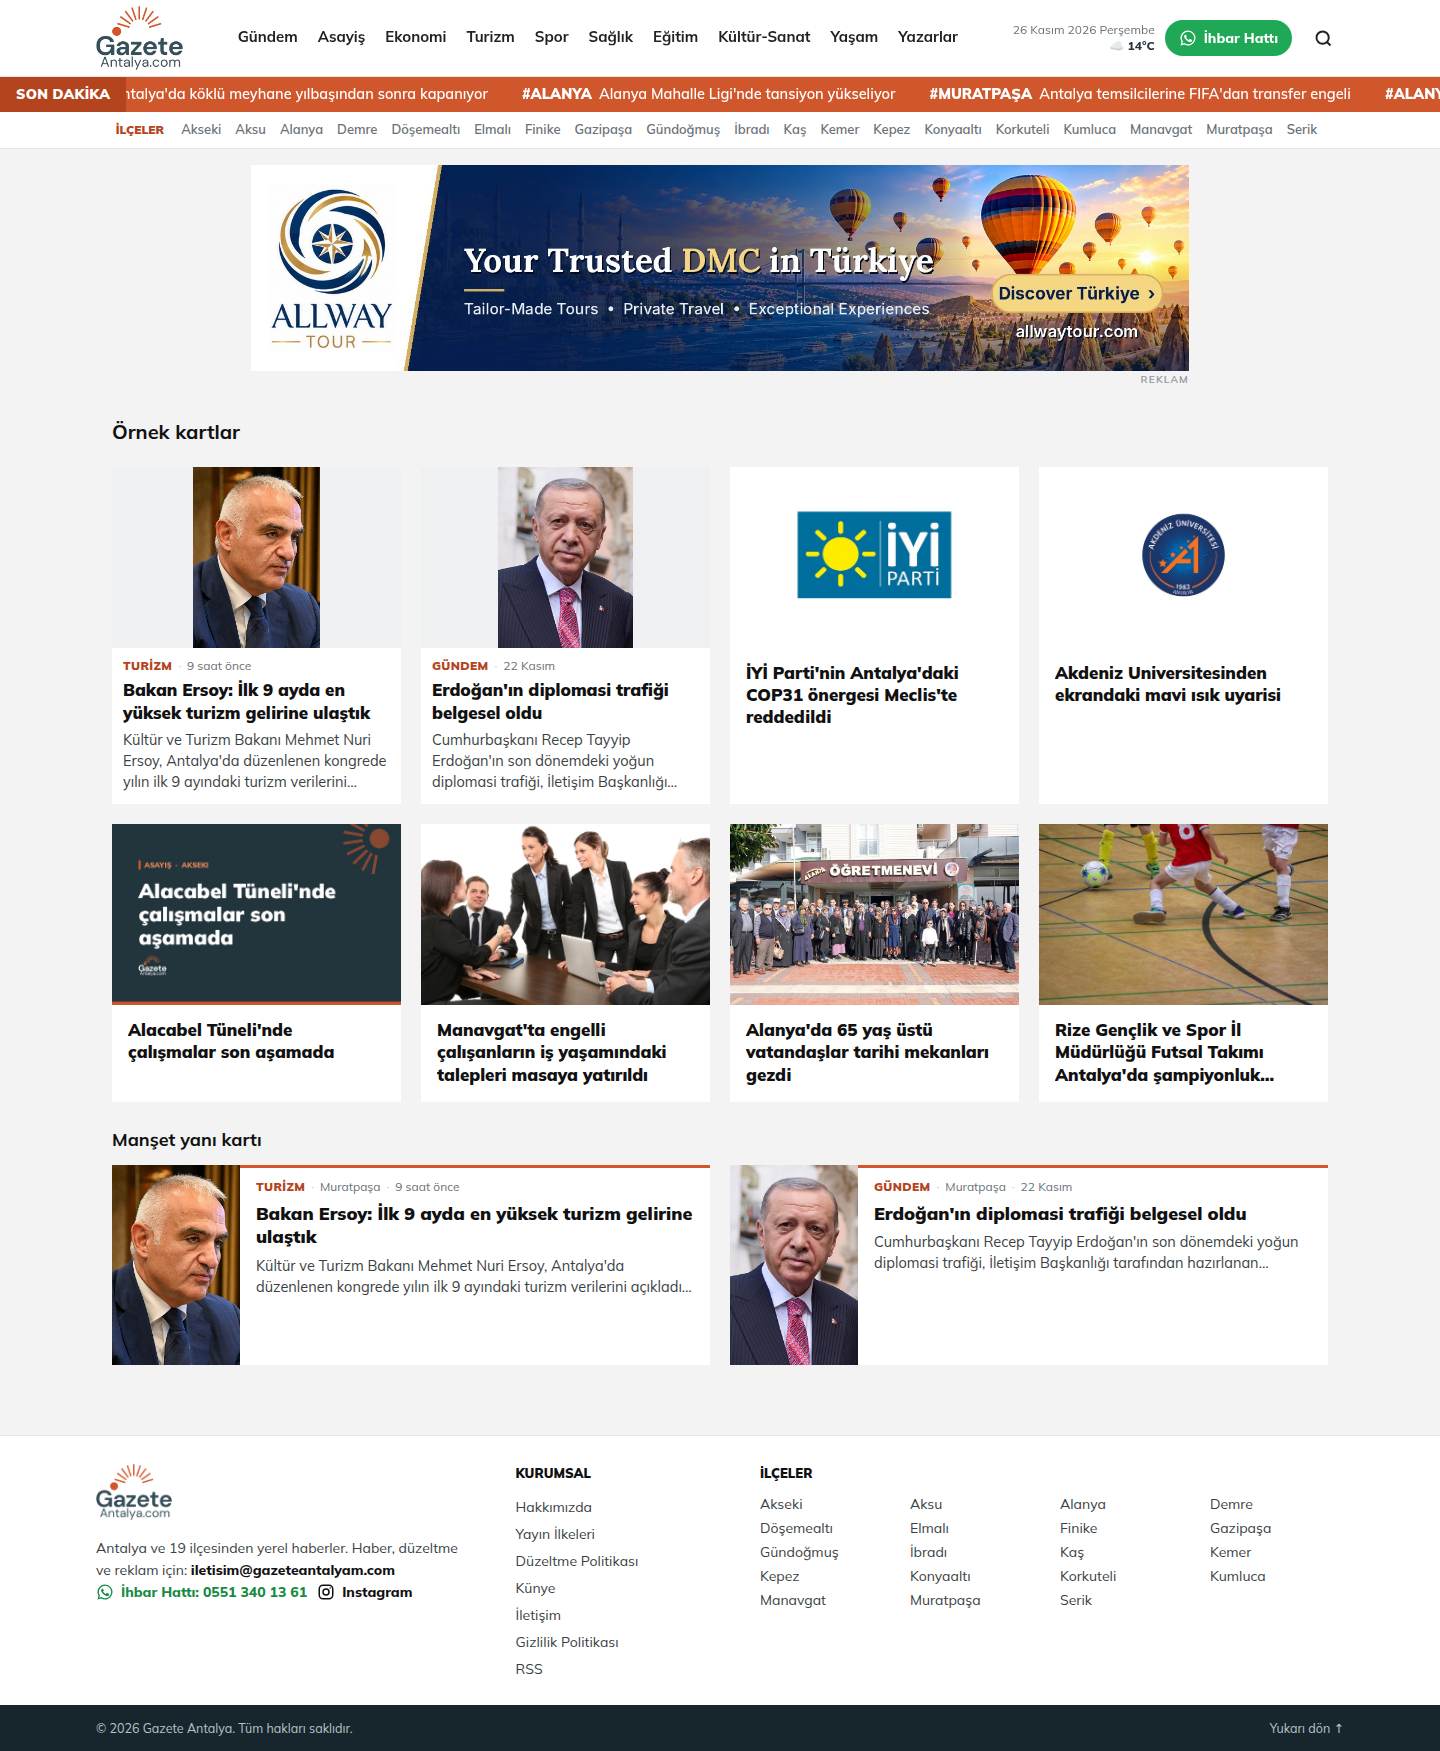 Gazete
Antalya.com
Gündem Asayiş Ekonomi Turizm Spor Sağlık Eğitim Kültür-Sanat Yaşam Yazarlar
26 Kasım 2026 Perşembe
14°C
İhbar Hattı
SON DAKİKA ntalya'da köklü meyhane yılbaşından sonra kapanıyor #ALANYA Alanya Mahalle Ligi'nde tansiyon yükseliyor #MURATPAŞA Antalya temsilcilerine FIFA'dan transfer engeli #ALANY
İLÇELER Akseki Aksu Alanya Demre Döşemealtı Elmalı Finike Gazipaşa Gündoğmuş İbradı Kaş Kemer Kepez Konyaaltı Korkuteli Kumluca Manavgat Muratpaşa Serik
ALLWAY
TOUR
Your Trusted DMC in Türkiye
Tailor-Made Tours • Private Travel • Exceptional Experiences
Discover Türkiye ›
allwaytour.com
REKLAM
Örnek kartlar
TURİZM · 9 saat önce
Bakan Ersoy: İlk 9 ayda en
yüksek turizm gelirine ulaştık
Kültür ve Turizm Bakanı Mehmet Nuri
Ersoy, Antalya'da düzenlenen kongrede
yılın ilk 9 ayındaki turizm verilerini...
GÜNDEM · 22 Kasım
Erdoğan'ın diplomasi trafiği
belgesel oldu
Cumhurbaşkanı Recep Tayyip
Erdoğan'ın son dönemdeki yoğun
diplomasi trafiği, İletişim Başkanlığı...
İYİ
PARTİ
İYİ Parti'nin Antalya'daki
COP31 önergesi Meclis'te
reddedildi
AKDENİZ ÜNİVERSİTESİ
1963
ANTALYA
Akdeniz Universitesinden
ekrandaki mavi ısık uyarisi
ASAYIŞ · AKSEKI
Alacabel Tüneli'nde
çalışmalar son
aşamada
Gazete
Antalya.com
Alacabel Tüneli'nde
çalışmalar son aşamada
Manavgat'ta engelli
çalışanların iş yaşamındaki
talepleri masaya yatırıldı
ALANYA ÖĞRETMENEVİ
Alanya'da 65 yaş üstü
vatandaşlar tarihi mekanları
gezdi
8
Rize Gençlik ve Spor İl
Müdürlüğü Futsal Takımı
Antalya'da şampiyonluk...
Manşet yanı kartı
TURİZM · Muratpaşa · 9 saat önce
Bakan Ersoy: İlk 9 ayda en yüksek turizm gelirine
ulaştık
Kültür ve Turizm Bakanı Mehmet Nuri Ersoy, Antalya'da
düzenlenen kongrede yılın ilk 9 ayındaki turizm verilerini açıkladı...
GÜNDEM · Muratpaşa · 22 Kasım
Erdoğan'ın diplomasi trafiği belgesel oldu
Cumhurbaşkanı Recep Tayyip Erdoğan'ın son dönemdeki yoğun
diplomasi trafiği, İletişim Başkanlığı tarafından hazırlanan...
Gazete
Antalya.com
Antalya ve 19 ilçesinden yerel haberler. Haber, düzeltme
ve reklam için: iletisim@gazeteantalyam.com
İhbar Hattı: 0551 340 13 61 Instagram
KURUMSAL
Hakkımızda
Yayın İlkeleri
Düzeltme Politikası
Künye
İletişim
Gizlilik Politikası
RSS
İLÇELER
Akseki Aksu Alanya Demre
Döşemealtı Elmalı Finike Gazipaşa
Gündoğmuş İbradı Kaş Kemer
Kepez Konyaaltı Korkuteli Kumluca
Manavgat Muratpaşa Serik
© 2026 Gazete Antalya. Tüm hakları saklıdır.
Yukarı dön ↑